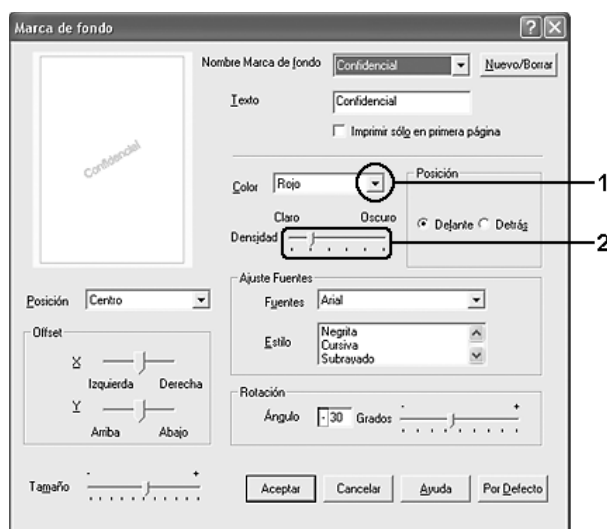 Marca de fondo
Nombre Marca de fondo Confidencial Nuevo/Borrar
Texto Confidencial
Imprimir sólo en primera página
Confidencial
Color Rojo 1
Posición
Claro Oscuro
Delante Detrás
Densidad 2
Ajuste Fuentes
Posición Centro
Fuentes Arial
Offset
Estilo Negrita
Cursiva
Subrayado
X
Izquierda Derecha
Rotación
Y
Ángulo -30 Grados - +
Arriba Abajo
Tamaño - +
Aceptar Cancelar Ayuda Por Defecto